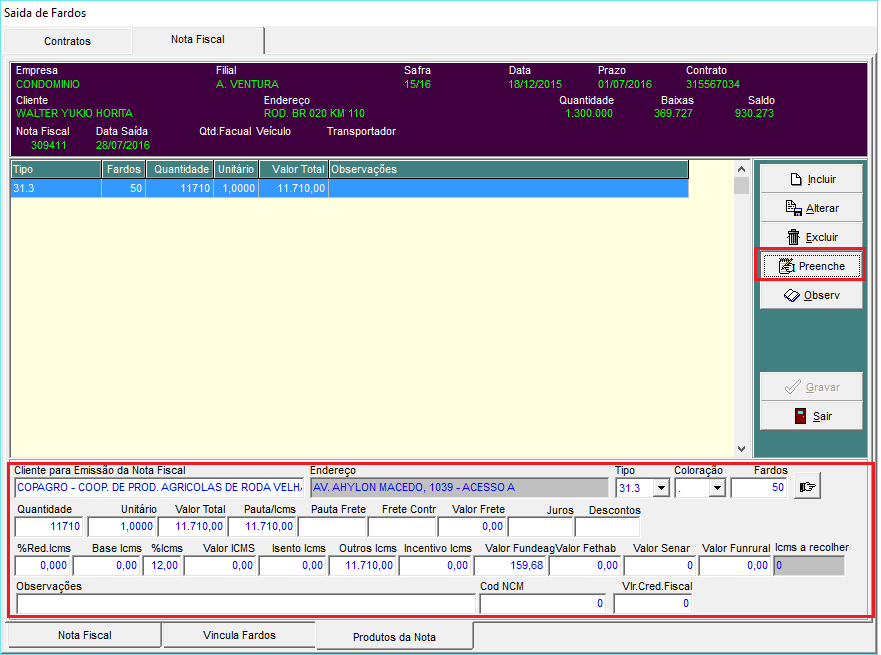 Saida de Fardos
Contratos Nota Fiscal
Empresa Filial Safra Data Prazo Contrato
CONDOMINIO A. VENTURA 15/16 18/12/2015 01/07/2016 315567034
Cliente Endereço Quantidade Baixas Saldo
WALTER YUKIO HORITA ROD. BR 020 KM 110 1.300.000 369.727 930.273
Nota Fiscal Data Saída Qtd.Facual Veículo Transportador
309411 28/07/2016
Tipo Fardos Quantidade Unitário Valor Total Observações
31.3 50 11710 1,0000 11.710,00
Incluir
Alterar
Excluir
Preenche
Observ
Gravar
Sair
Cliente para Emissão da Nota Fiscal Endereço Tipo Coloração Fardos
COPAGRO - COOP. DE PROD. AGRICOLAS DE RODA VELH AV. AHYLON MACEDO, 1039 - ACESSO A 31.3 . 50
Quantidade Unitário Valor Total Pauta/Icms Pauta Frete Frete Contr Valor Frete Juros Descontos
11710 1,0000 11.710,00 11.710,00 0,00
%Red.Icms Base Icms %Icms Valor ICMS Isento Icms Outros Icms Incentivo Icms Valor Fundeag Valor Fethab Valor Senar Valor Funrural Icms a recolher
0,000 0,00 12,00 0,00 0,00 11.710,00 0,00 159,68 0,00 0,00 0,00 0
Observações Cod NCM Vlr.Cred.Fiscal
0 0
Nota Fiscal Vincula Fardos Produtos da Nota